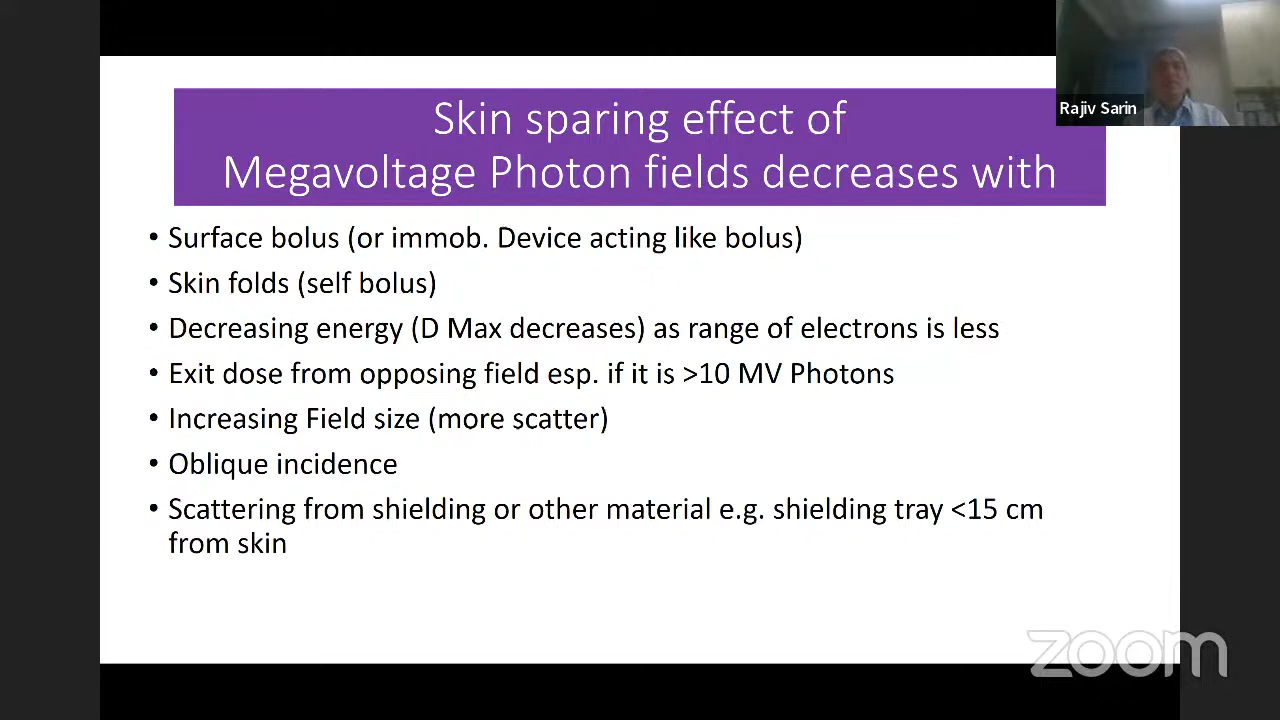 Rajiv Sarin
Skin sparing effect of
Megavoltage Photon fields decreases with
• Surface bolus (or immob. Device acting like bolus)
• Skin folds (self bolus)
• Decreasing energy (D Max decreases) as range of electrons is less
• Exit dose from opposing field esp. if it is >10 MV Photons
• Increasing Field size (more scatter)
• Oblique incidence
• Scattering from shielding or other material e.g. shielding tray <15 cm
from skin
zoom